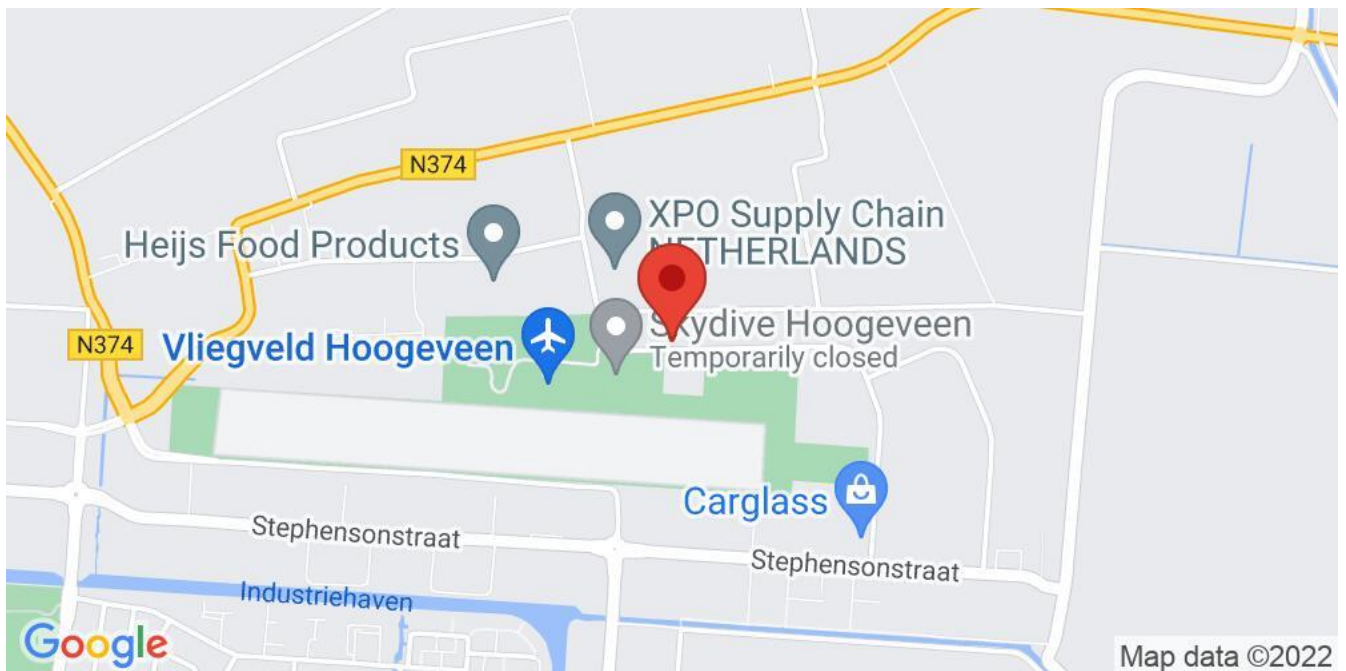 N374
XPO Supply Chain
NETHERLANDS
Heijs Food Products
Skydive Hoogeveen
Temporarily closed
N374
Vliegveld Hoogeveen
Carglass
Stephensonstraat
Stephensonstraat
Industriehaven
Google
Map data ©2022